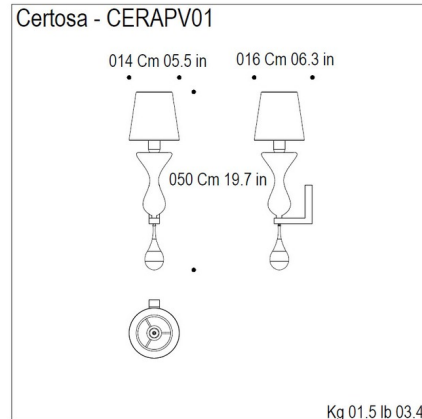 Certosa - CERAPV01
014 Cm 05.5 in
016 Cm 06.3 in
050 Cm 19.7 in
Kg 01.5 lb 03.4